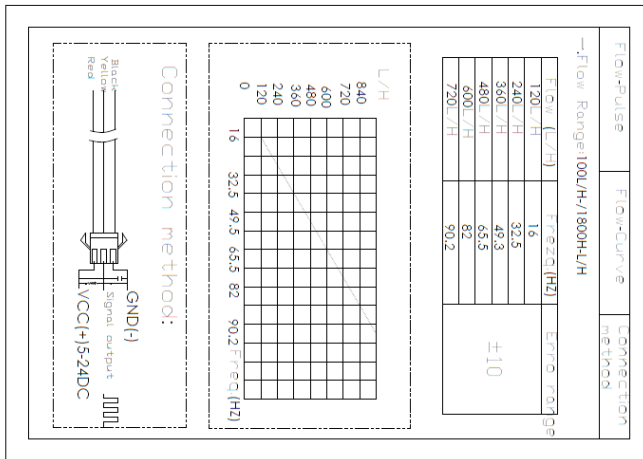 Flow-Pulse Flow-Curve Connection method
一.Flow Range:100L/H-/1800H-L/H
Flow (L/H) Frezq(HZ) Erro range
120L/H 16 ±10
240L/H 32.5
360L/H 49.3
480L/H 65.5
600L/H 82
720L/H 90.2
L/H
840
720
600
480
360
240
120
0
16 32.5 49.5 65.5 82 90.2 Freq(HZ)
Connection method:
Black GND(-)
Yellow Signal output
Red VCC(+)5-24DC